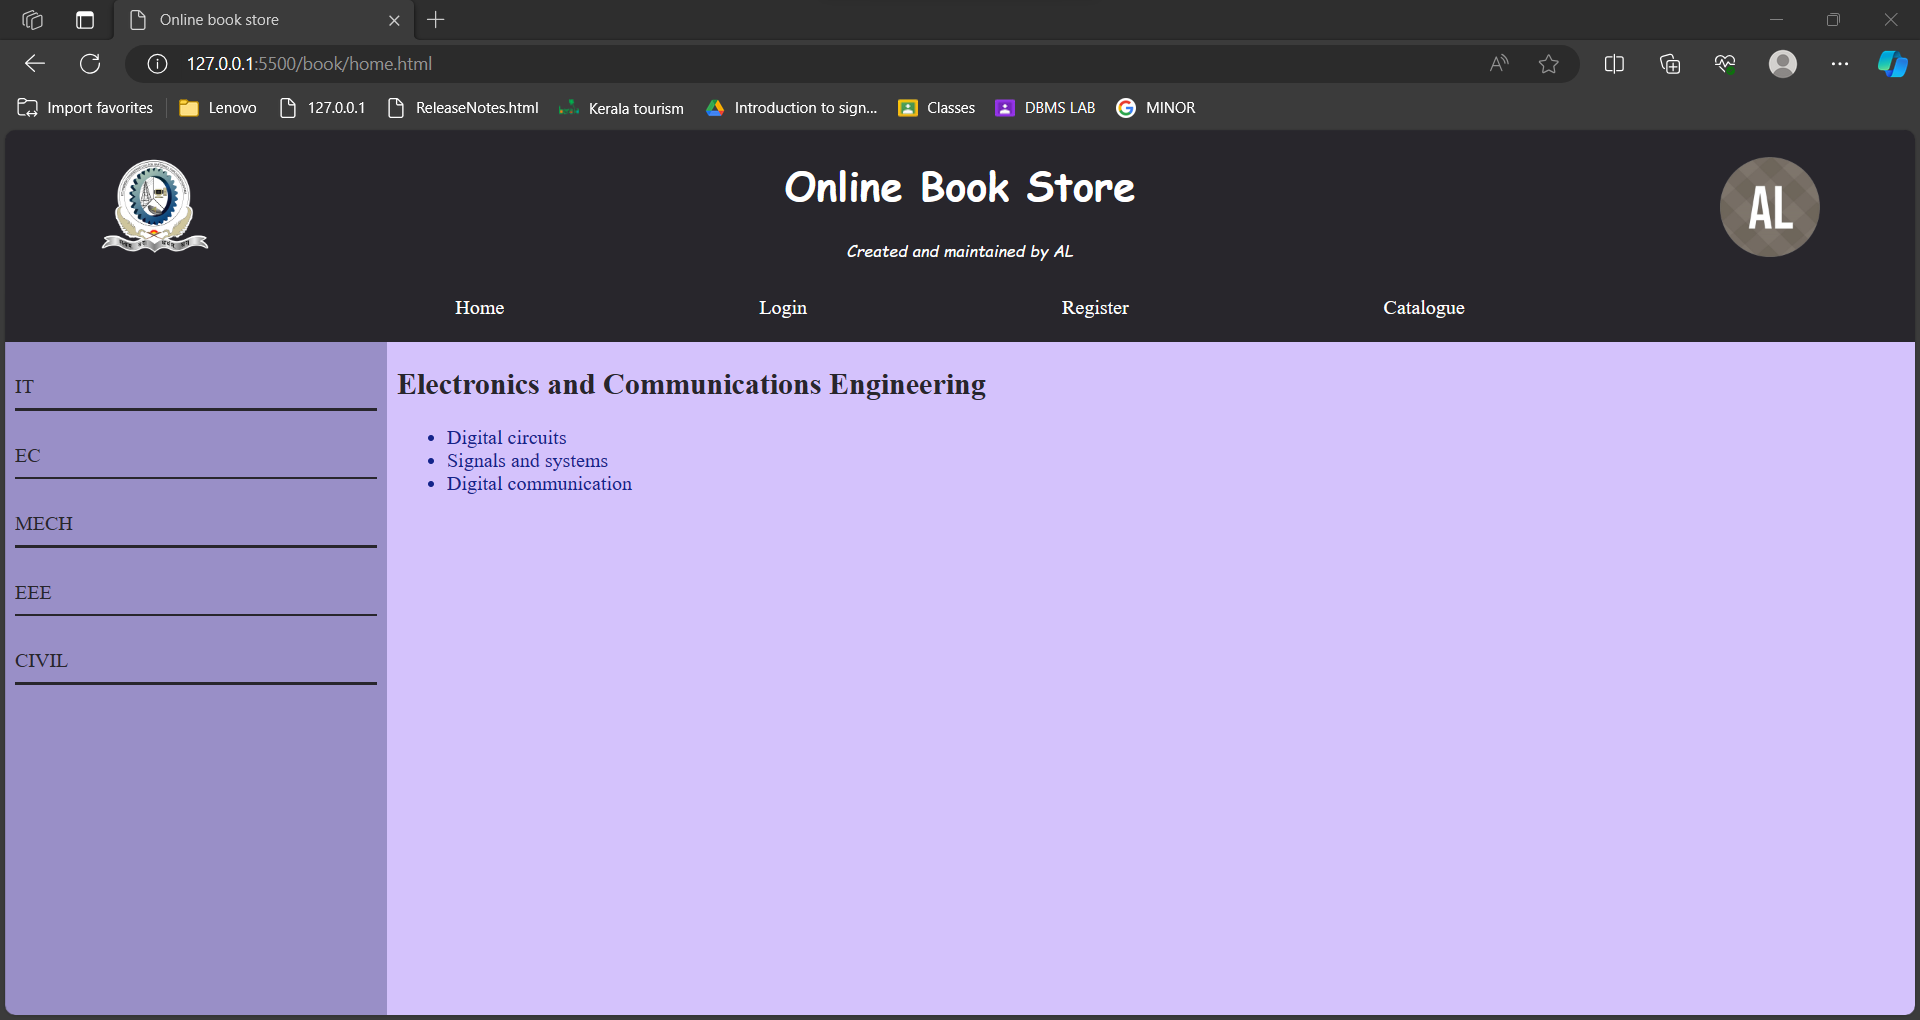 Online book store
127.0.0.1:5500/book/home.html
Import favorites
Lenovo
127.0.0.1
ReleaseNotes.html
Kerala tourism
Introduction to sign...
Classes
DBMS LAB
MINOR
Online Book Store
AL
Created and maintained by AL
Home
Login
Register
Catalogue
IT
EC
MECH
EEE
CIVIL
Electronics and Communications Engineering
Digital circuits
Signals and systems
Digital communication